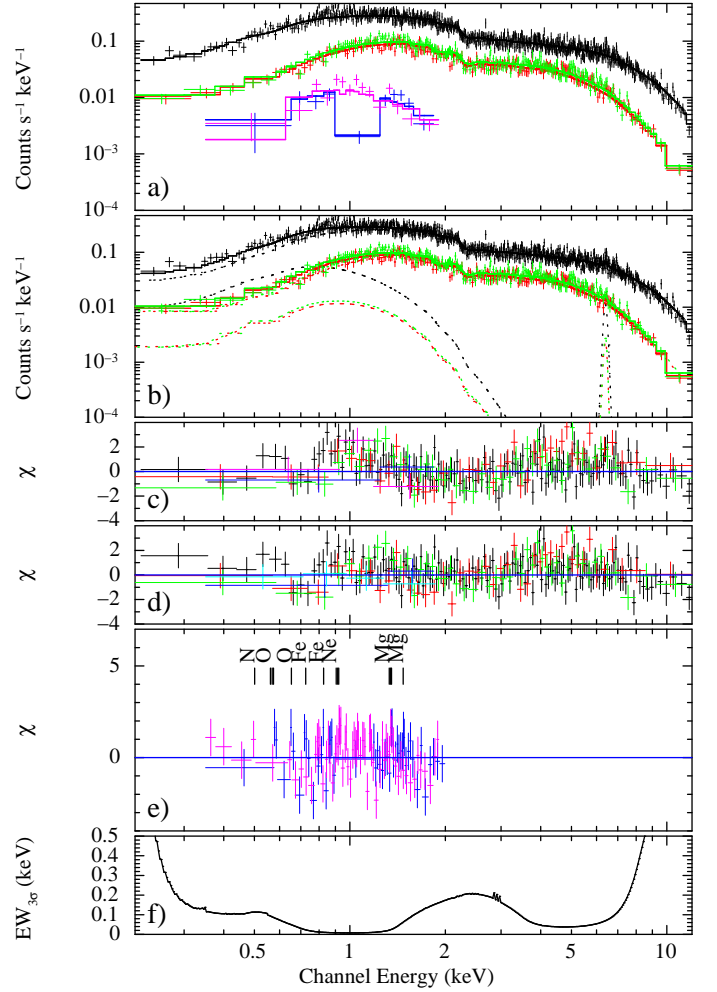 0.1
0.01
10⁻³
10⁻⁴
Counts s⁻¹ keV⁻¹
a)
0.1
0.01
10⁻³
10⁻⁴
Counts s⁻¹ keV⁻¹
b)
2
0
−2
−4
χ
c)
2
0
−2
−4
χ
d)
N
O
O
Fe
Fe
Ne
Mg
Mg
5
0
χ
e)
0.5
0.4
0.3
0.2
0.1
0
EW3σ (keV)
f)
0.5 1 2 5 10
Channel Energy (keV)